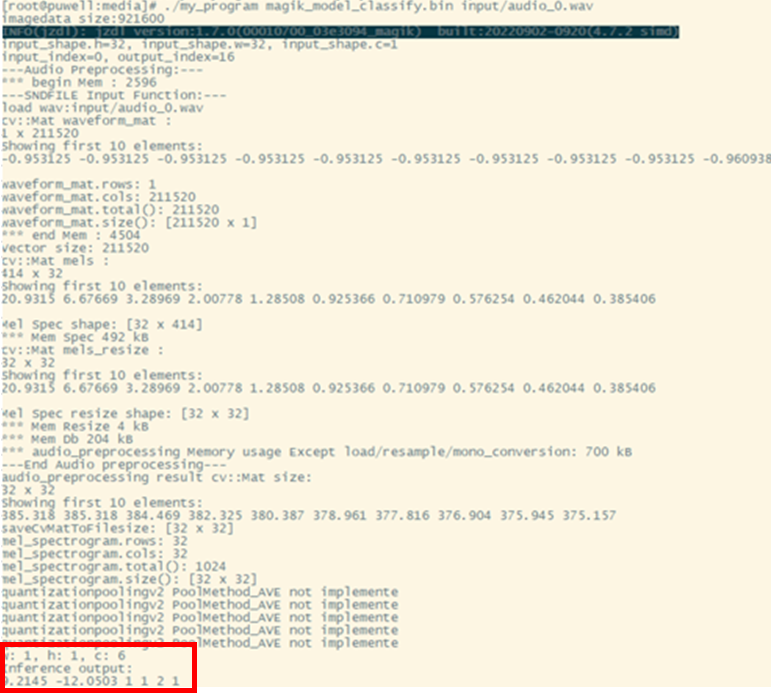 [root@puwell:media]# ./my_program magik_model_classify.bin input/audio_0.wav
imagedata size:921600
INFO(jzdl): jzdl version:1.7.0(00010700_03e3094_magik) built:20220902-0920(4.7.2 simd)
input_shape.h=32, input_shape.w=32, input_shape.c=1
input_index=0, output_index=16
---Audio Preprocessing:---
*** begin Mem : 2596
---SNDFILE Input Function:---
load wav:input/audio_0.wav
cv::Mat waveform_mat :
1 x 211520
Showing first 10 elements:
-0.953125 -0.953125 -0.953125 -0.953125 -0.953125 -0.953125 -0.953125 -0.953125 -0.953125 -0.960938
waveform_mat.rows: 1
waveform_mat.cols: 211520
waveform_mat.total(): 211520
waveform_mat.size(): [211520 x 1]
*** end Mem : 4504
vector size: 211520
cv::Mat mels :
414 x 32
Showing first 10 elements:
20.9315 6.67669 3.28969 2.00778 1.28508 0.925366 0.710979 0.576254 0.462044 0.385406
Mel Spec shape: [32 x 414]
*** Mem Spec 492 kB
cv::Mat mels_resize :
32 x 32
Showing first 10 elements:
20.9315 6.67669 3.28969 2.00778 1.28508 0.925366 0.710979 0.576254 0.462044 0.385406
Mel Spec resize shape: [32 x 32]
*** Mem Resize 4 kB
*** Mem Db 204 kB
*** audio_preprocessing Memory usage Except load/resample/mono_conversion: 700 kB
---End Audio preprocessing---
audio_preprocessing result cv::Mat size:
32 x 32
Showing first 10 elements:
385.318 385.318 384.469 382.325 380.387 378.961 377.816 376.904 375.945 375.157
saveCvMatToFilesize: [32 x 32]
mel_spectrogram.rows: 32
mel_spectrogram.cols: 32
mel_spectrogram.total(): 1024
mel_spectrogram.size(): [32 x 32]
quantizationpoolingv2 PoolMethod_AVE not implemente
quantizationpoolingv2 PoolMethod_AVE not implemente
quantizationpoolingv2 PoolMethod_AVE not implemente
quantizationpoolingv2 PoolMethod_AVE not implemente
quantizationpoolingv2 PoolMethod_AVE not implemente
w: 1, h: 1, c: 6
Inference output:
9.2145 -12.0503 1 1 2 1